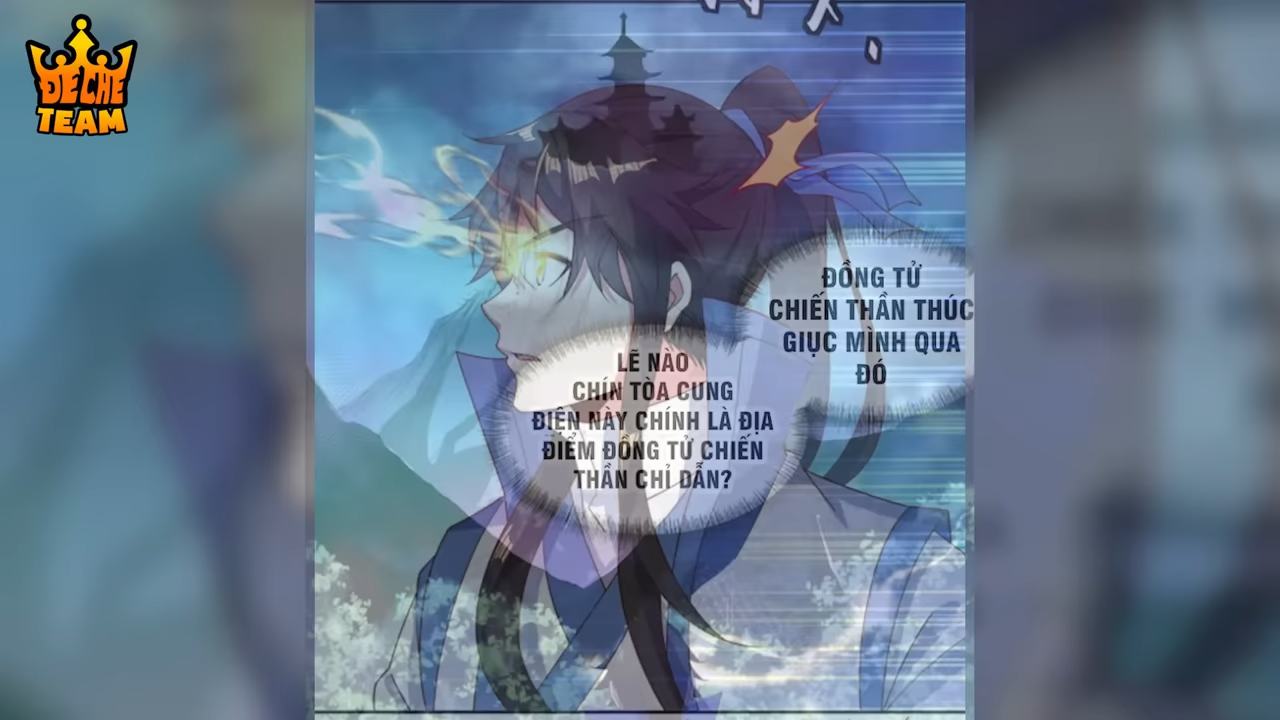 ĐẾ CHẾ
TEAM
ĐỒNG TỬ
CHIẾN THẦN THÚC
GIỤC MÌNH QUA
ĐÓ
LẼ NÀO
CHÍN TÒA CUNG
ĐIỆN NÀY CHÍNH LÀ ĐỊA
ĐIỂM ĐỒNG TỬ CHIẾN
THẦN CHỈ DẪN?